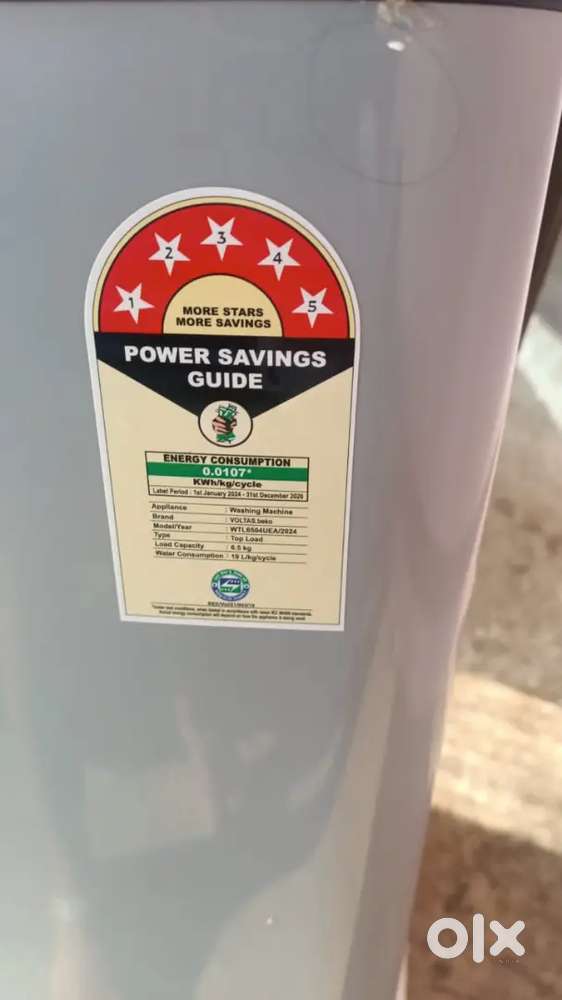 1 2 3 4 5
MORE STARS
MORE SAVINGS
POWER SAVINGS
GUIDE
ENERGY CONSUMPTION
0.0107*
KWh/kg/cycle
Label Period : 1st January 2024 - 31st December 2026
Appliance : Washing Machine
Brand : VOLTAS.beko
Model/Year : WTL6504UEA/2024
Type : Top Load
Load Capacity : 6.5 kg
Water Consumption : 19 L/kg/cycle
olx